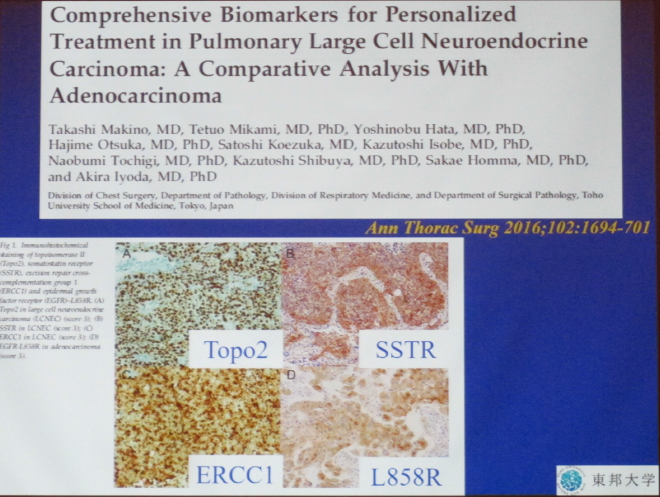 Comprehensive Biomarkers for Personalized
Treatment in Pulmonary Large Cell Neuroendocrine
Carcinoma: A Comparative Analysis With
Adenocarcinoma
Takashi Makino, MD, Tetuo Mikami, MD, PhD, Yoshinobu Hata, MD, PhD,
Hajime Otsuka, MD, PhD, Satoshi Koezuka, MD, Kazutoshi Isobe, MD, PhD,
Naobumi Tochigi, MD, PhD, Kazutoshi Shibuya, MD, PhD, Sakae Homma, MD, PhD,
and Akira Iyoda, MD, PhD
Division of Chest Surgery, Department of Pathology, Division of Respiratory Medicine, and Department of Surgical Pathology, Toho
University School of Medicine, Tokyo, Japan
Ann Thorac Surg 2016;102:1694-701
Fig 1. Immunohistochemical
staining of topoisomerase II
(Topo2), somatostatin receptor
(SSTR), excision repair cross-
complementation group 1
(ERCC1) and epidermal growth
factor receptor (EGFR)-L858R. (A)
Topo2 in large cell neuroendocrine
carcinoma (LCNEC) (score 3); (B)
SSTR in LCNEC (score 3); (C)
ERCC1 in LCNEC (score 3); (D)
EGFR-L858R in adenocarcinoma
(score 3).
A
B
Topo2
SSTR
C
D
ERCC1
L858R
東邦大学